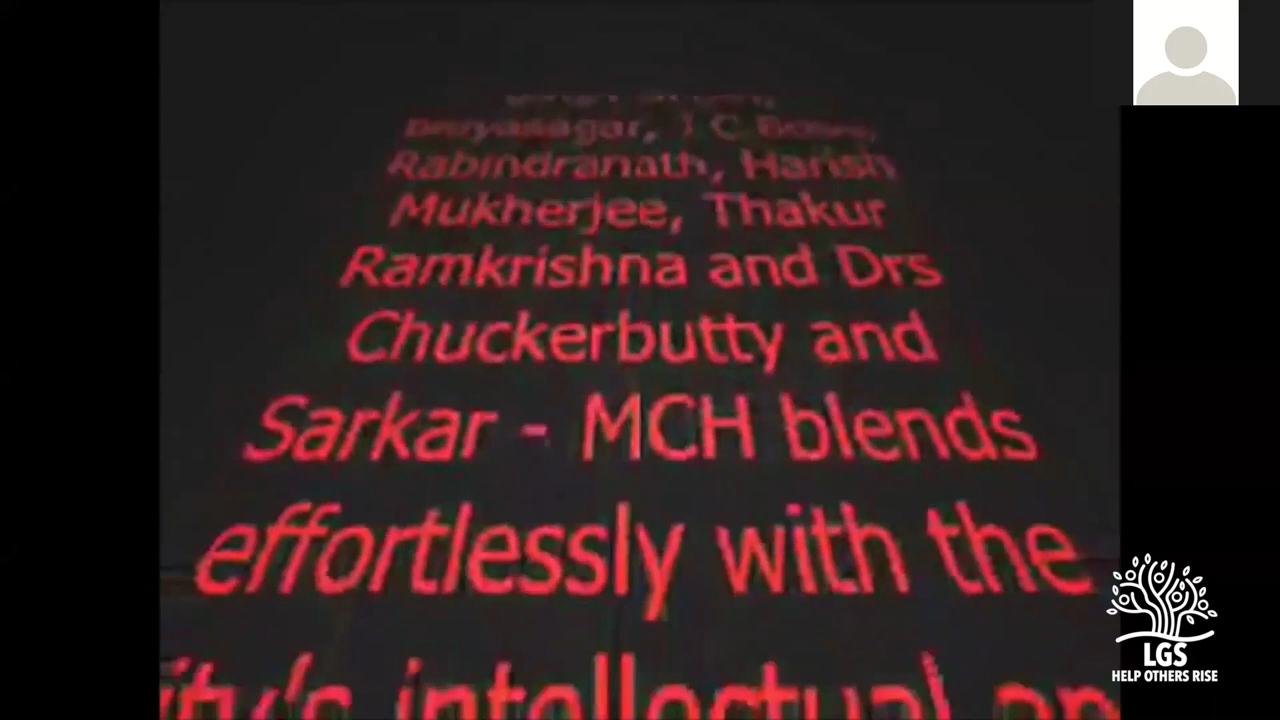 Rabindranath, Harish
Mukherjee, Thakur
Ramkrishna and Drs
Chuckerbutty and
Sarkar - MCH blends
effortlessly with the
intellectual
LGS
HELP OTHERS RISE